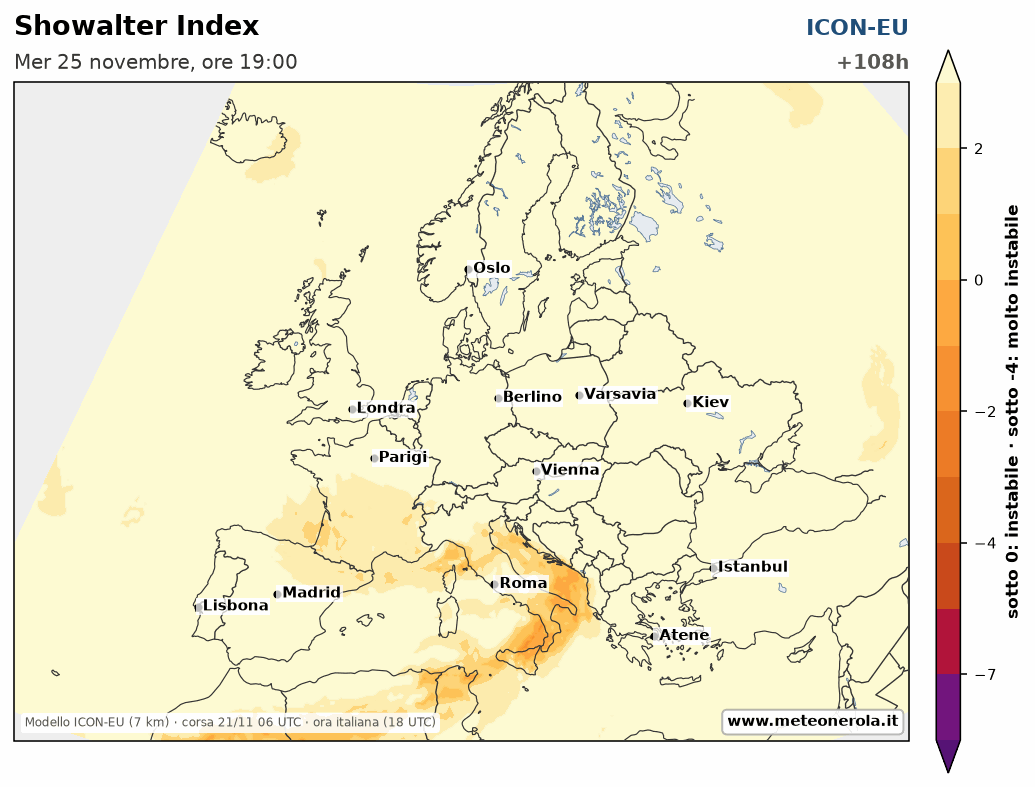 Showalter Index
ICON-EU
Mer 25 novembre, ore 19:00
+108h
Oslo
Londra
Berlino
Varsavia
Kiev
Parigi
Vienna
Istanbul
Roma
Madrid
Lisbona
Atene
Modello ICON-EU (7 km) · corsa 21/11 06 UTC · ora italiana (18 UTC)
www.meteonerola.it
2
0
−2
−4
−7
sotto 0: instabile · sotto -4: molto instabile